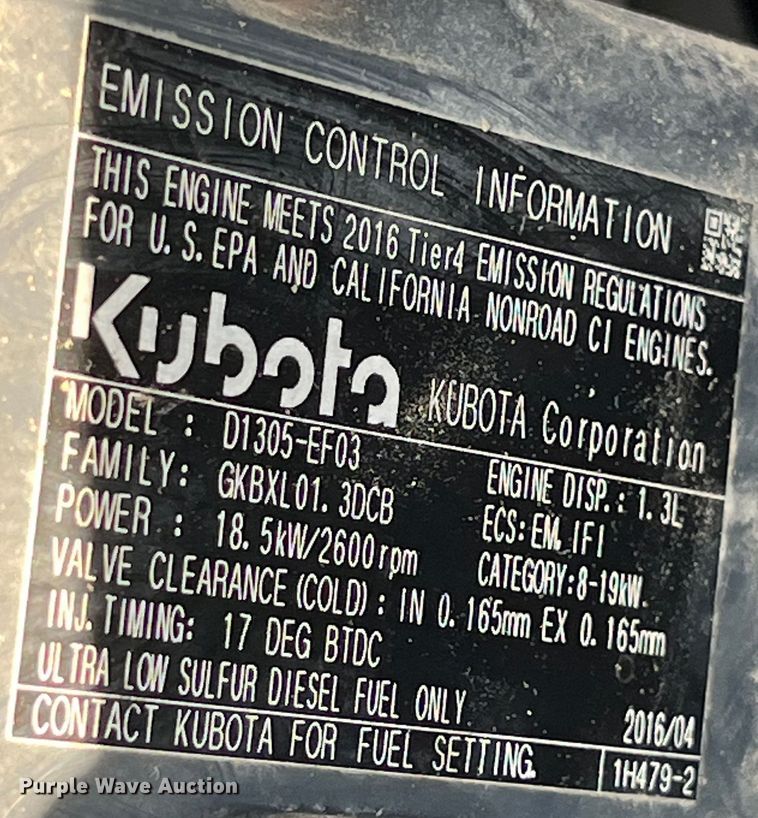 EMISSION CONTROL INFORMATION
THIS ENGINE MEETS 2016 Tier4 EMISSION REGULATIONS
FOR U.S.EPA AND CALIFORNIA NONROAD CI ENGINES.
Kubota KUBOTA Corporation
MODEL : D1305-EF03 ENGINE DISP.: 1.3L
FAMILY: GKBXL01.3DCB ECS: EM, IFI
POWER : 18.5kW/2600rpm CATEGORY:8-19kW.
VALVE CLEARANCE (COLD) : IN 0.165mm EX 0.165mm
INJ.TIMING: 17 DEG BTDC
ULTRA LOW SULFUR DIESEL FUEL ONLY 2016/04
CONTACT KUBOTA FOR FUEL SETTING. 1H479-2
Purple Wave Auction